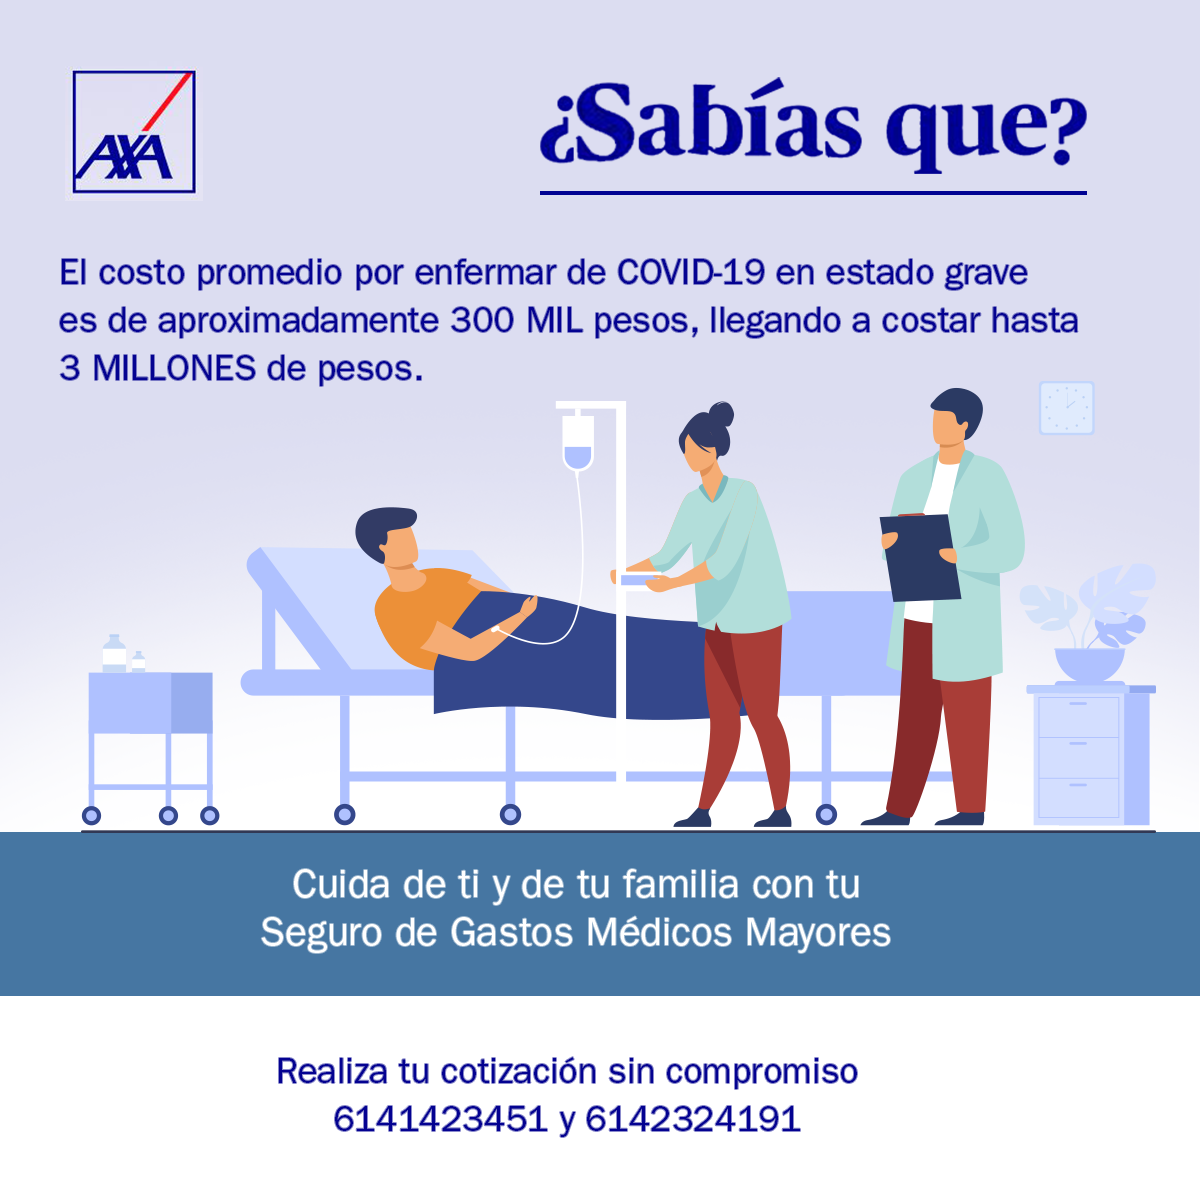 AXA
¿Sabías que?
El costo promedio por enfermar de COVID-19 en estado grave
es de aproximadamente 300 MIL pesos, llegando a costar hasta
3 MILLONES de pesos.
Cuida de ti y de tu familia con tu
Seguro de Gastos Médicos Mayores
Realiza tu cotización sin compromiso
6141423451 y 6142324191